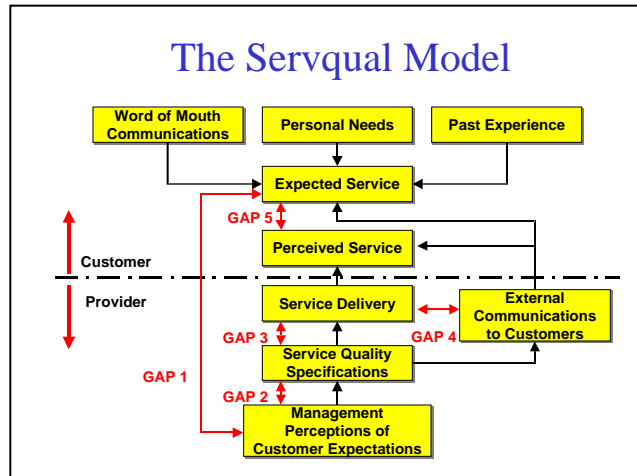 The Servqual Model
Word of Mouth
Communications
Personal Needs
Past Experience
Expected Service
GAP 5
Perceived Service
Customer
Provider
Service Delivery
External
Communications
to Customers
GAP 3
GAP 4
Service Quality
Specifications
GAP 1
GAP 2
Management
Perceptions of
Customer Expectations